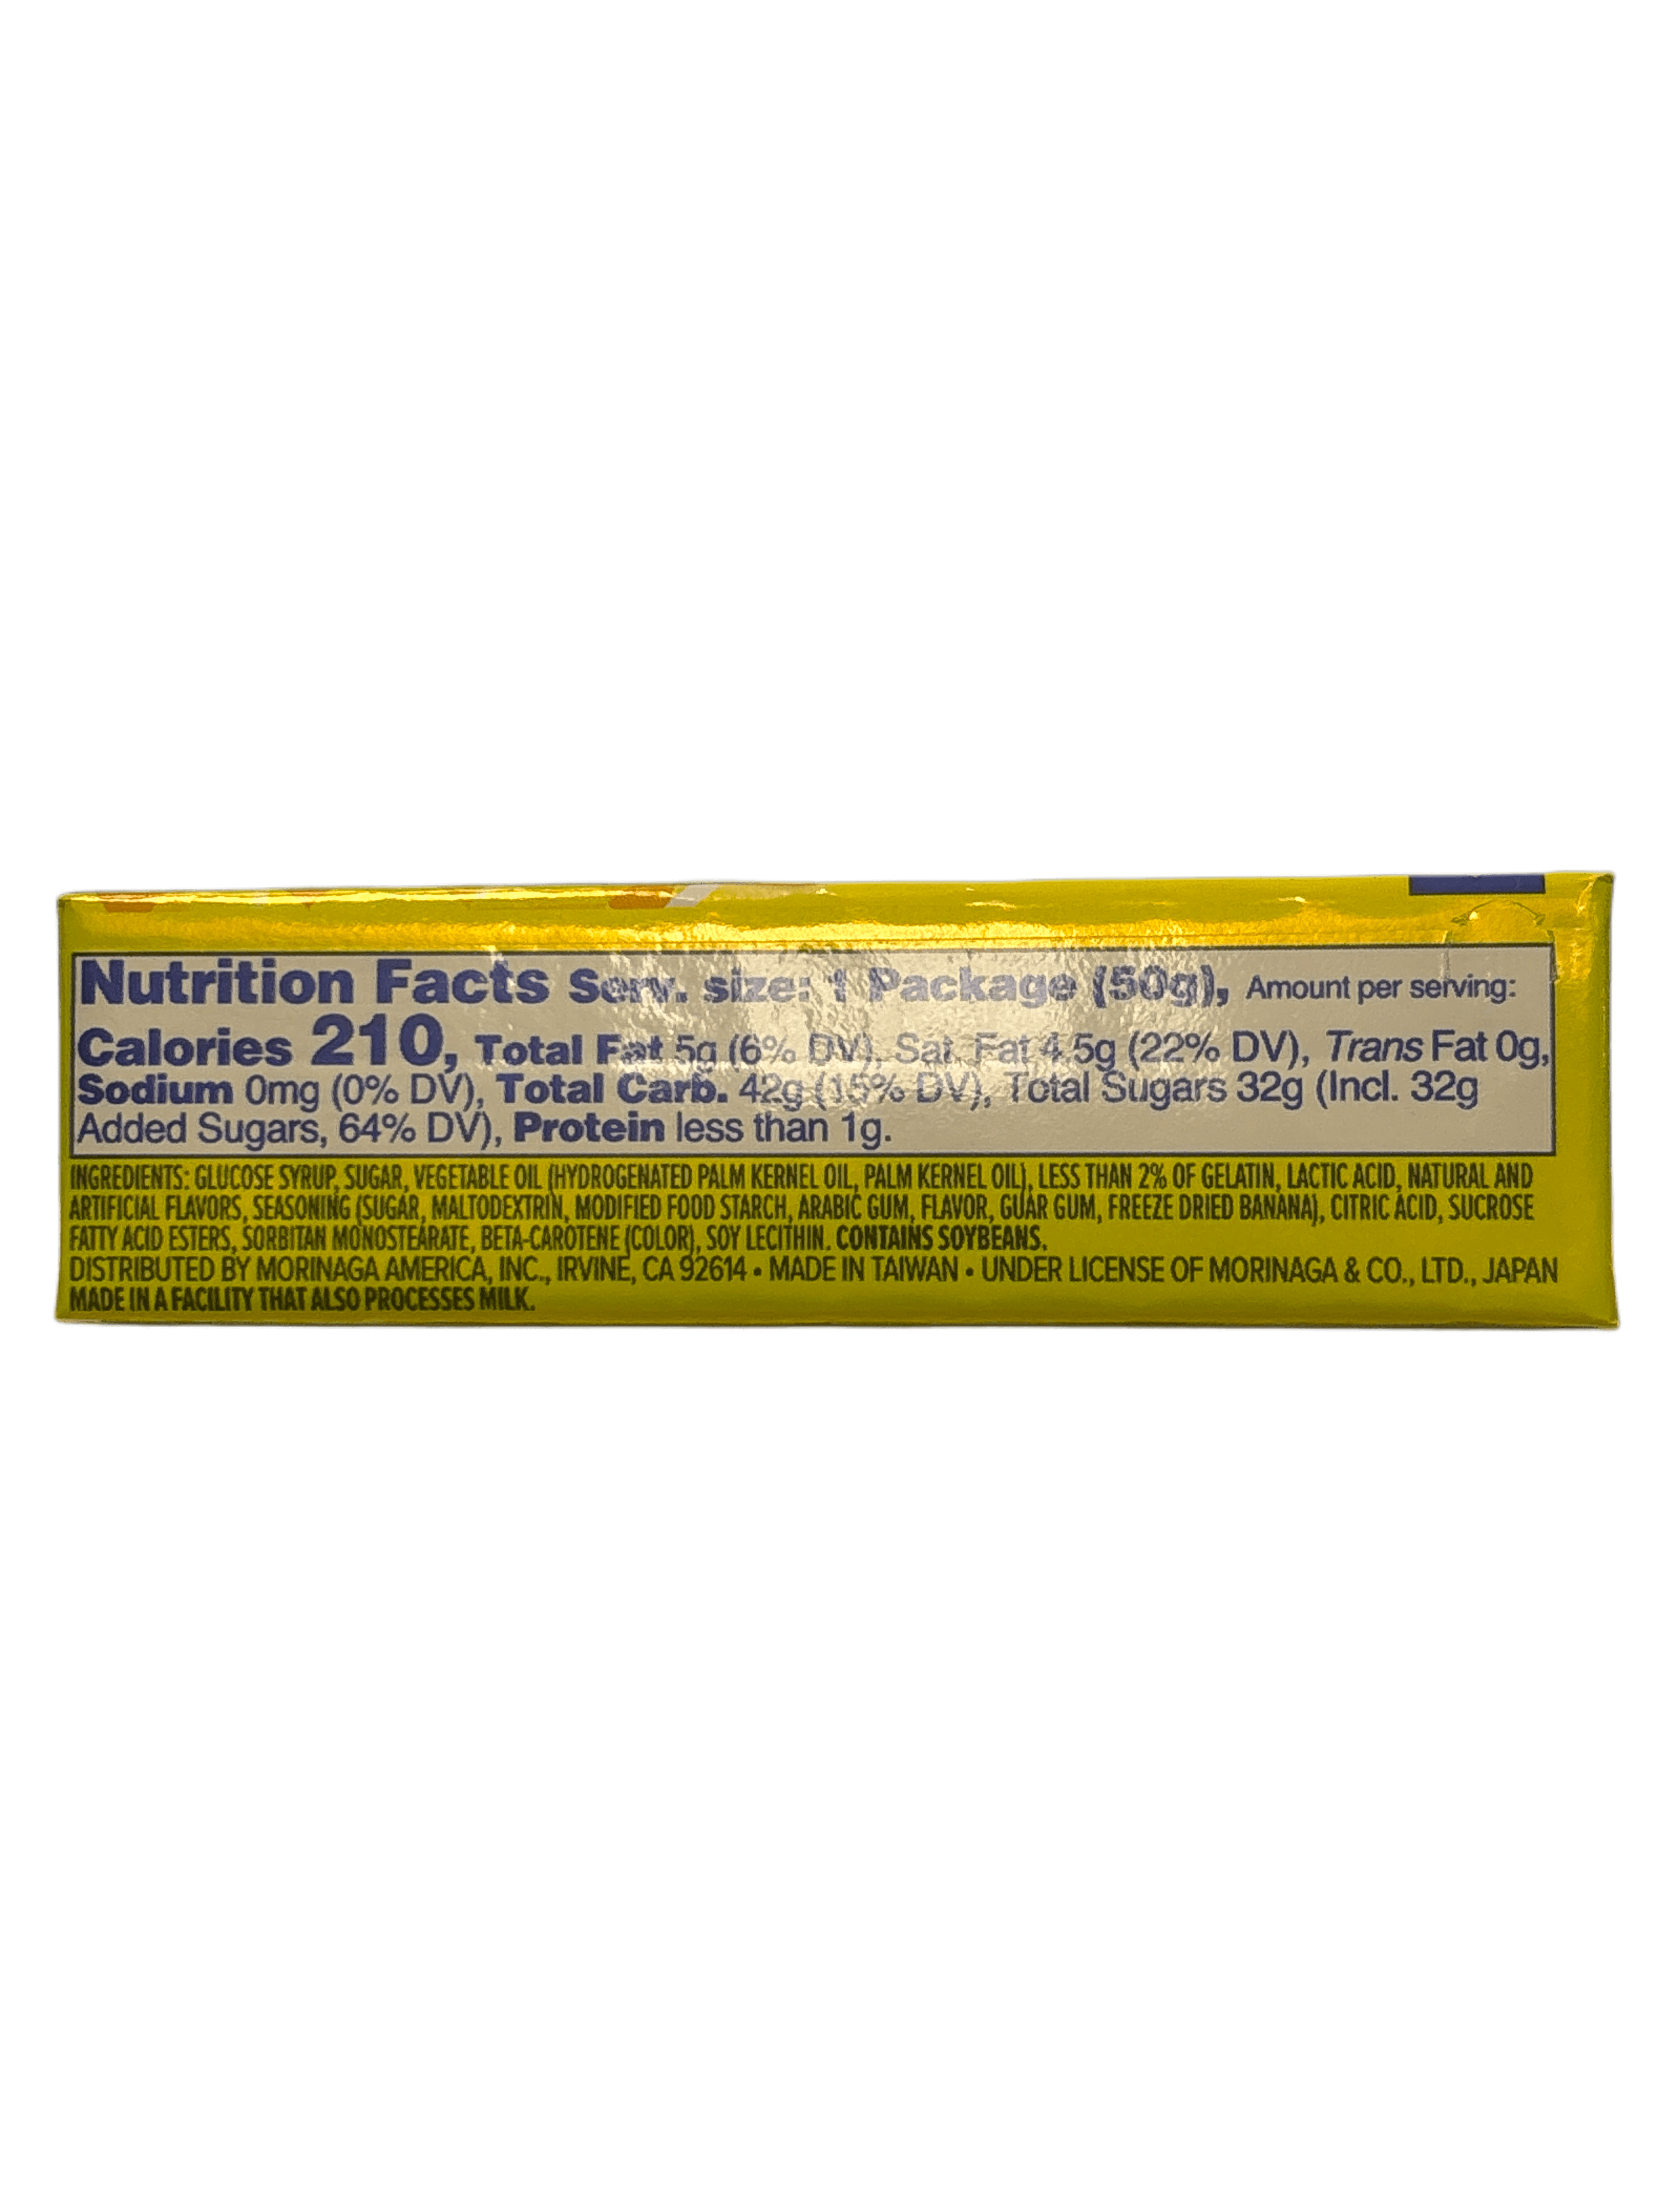 Nutrition Facts Serv. size: 1 Package (50g), Amount per serving:
Calories 210, Total Fat 5g (6% DV), Sat. Fat 4.5g (22% DV), Trans Fat 0g,
Sodium 0mg (0% DV), Total Carb. 42g (15% DV), Total Sugars 32g (Incl. 32g
Added Sugars, 64% DV), Protein less than 1g.
INGREDIENTS: GLUCOSE SYRUP, SUGAR, VEGETABLE OIL (HYDROGENATED PALM KERNEL OIL, PALM KERNEL OIL), LESS THAN 2% OF GELATIN, LACTIC ACID, NATURAL AND
ARTIFICIAL FLAVORS, SEASONING (SUGAR, MALTODEXTRIN, MODIFIED FOOD STARCH, ARABIC GUM, FLAVOR, GUAR GUM, FREEZE DRIED BANANA), CITRIC ACID, SUCROSE
FATTY ACID ESTERS, SORBITAN MONOSTEARATE, BETA-CAROTENE (COLOR), SOY LECITHIN. CONTAINS SOYBEANS.
DISTRIBUTED BY MORINAGA AMERICA, INC., IRVINE, CA 92614 • MADE IN TAIWAN • UNDER LICENSE OF MORINAGA & CO., LTD., JAPAN
MADE IN A FACILITY THAT ALSO PROCESSES MILK.